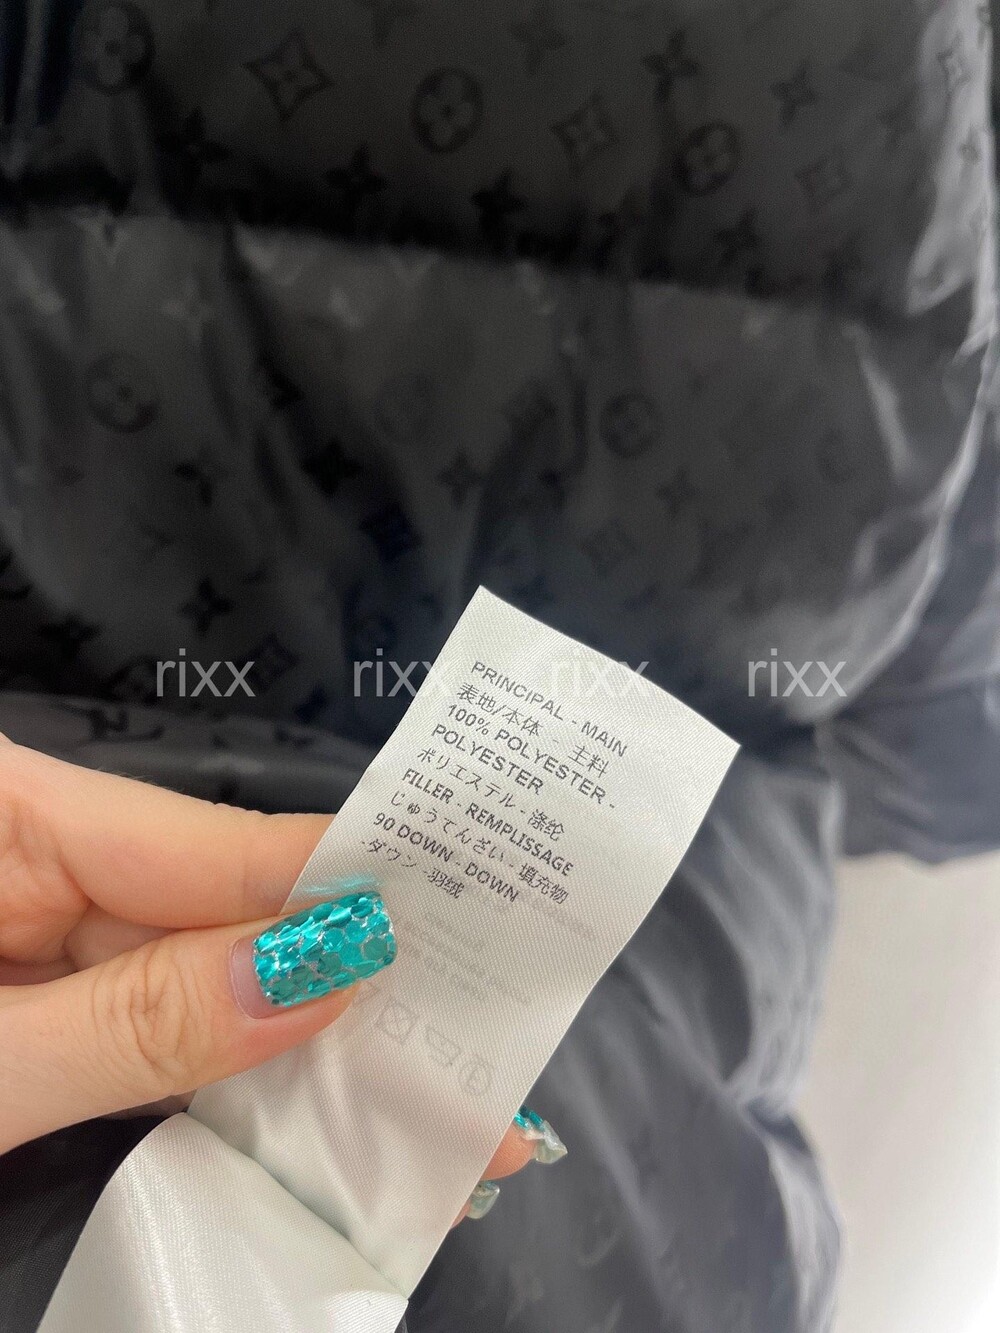 PRINCIPAL - MAIN
表地/本体 - 主料
100% POLYESTER -
POLYESTER
ポリエステル - 涤纶
FILLER - REMPLISSAGE
じゅうてんざい - 填充物
90 DOWN - DOWN
-ダウン -羽绒
rixx rixx rixx rixx